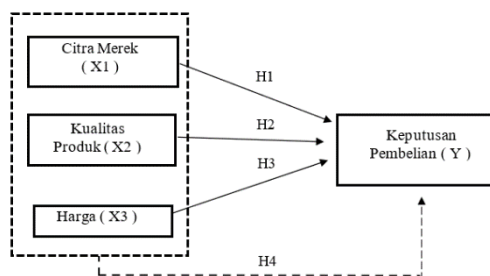 Citra Merek
( X1 )
H1
Kualitas
Produk ( X2 )
H2
Keputusan
Pembelian ( Y )
H3
Harga ( X3 )
H4